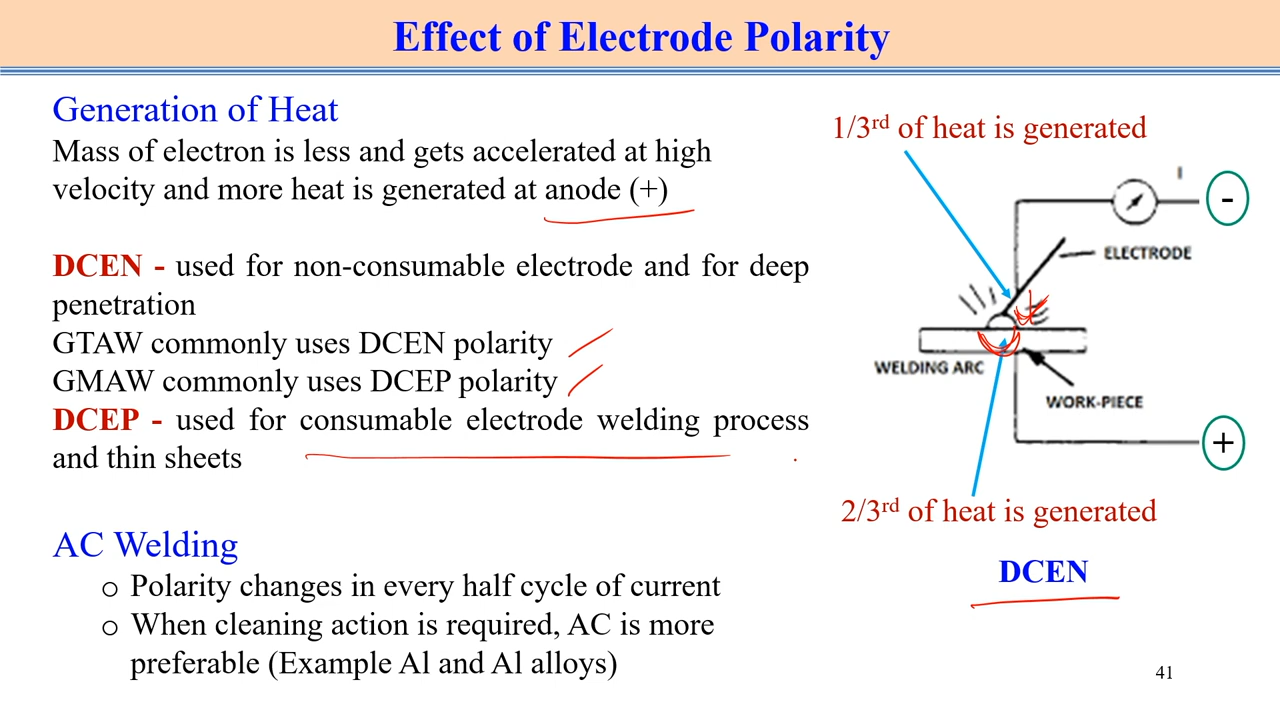 Effect of Electrode Polarity
Generation of Heat
Mass of electron is less and gets accelerated at high
velocity and more heat is generated at anode (+)
DCEN - used for non-consumable electrode and for deep
penetration
GTAW commonly uses DCEN polarity
GMAW commonly uses DCEP polarity
DCEP - used for consumable electrode welding process
and thin sheets
AC Welding
o Polarity changes in every half cycle of current
o When cleaning action is required, AC is more
preferable (Example Al and Al alloys)
1/3rd of heat is generated
I
-
ELECTRODE
WELDING ARC
WORK-PIECE
+
2/3rd of heat is generated
DCEN
41